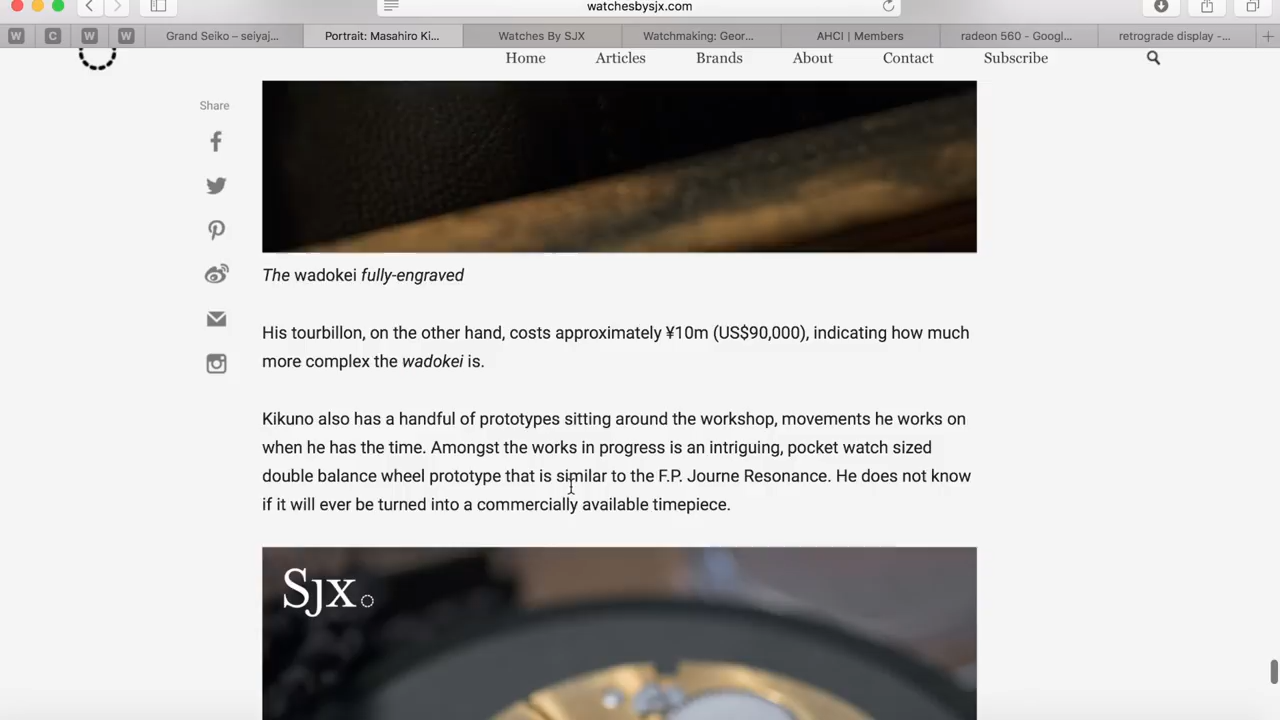 watchesbysjx.com
W C W W Grand Seiko – seiyaj... Portrait: Masahiro Ki... Watches By SJX Watchmaking: Geor... AHCI | Members radeon 560 - Googl... retrograde display -...
Home Articles Brands About Contact Subscribe
Share
The wadokei fully-engraved
His tourbillon, on the other hand, costs approximately ¥10m (US$90,000), indicating how much
more complex the wadokei is.
Kikuno also has a handful of prototypes sitting around the workshop, movements he works on
when he has the time. Amongst the works in progress is an intriguing, pocket watch sized
double balance wheel prototype that is similar to the F.P. Journe Resonance. He does not know
if it will ever be turned into a commercially available timepiece.
Sjx